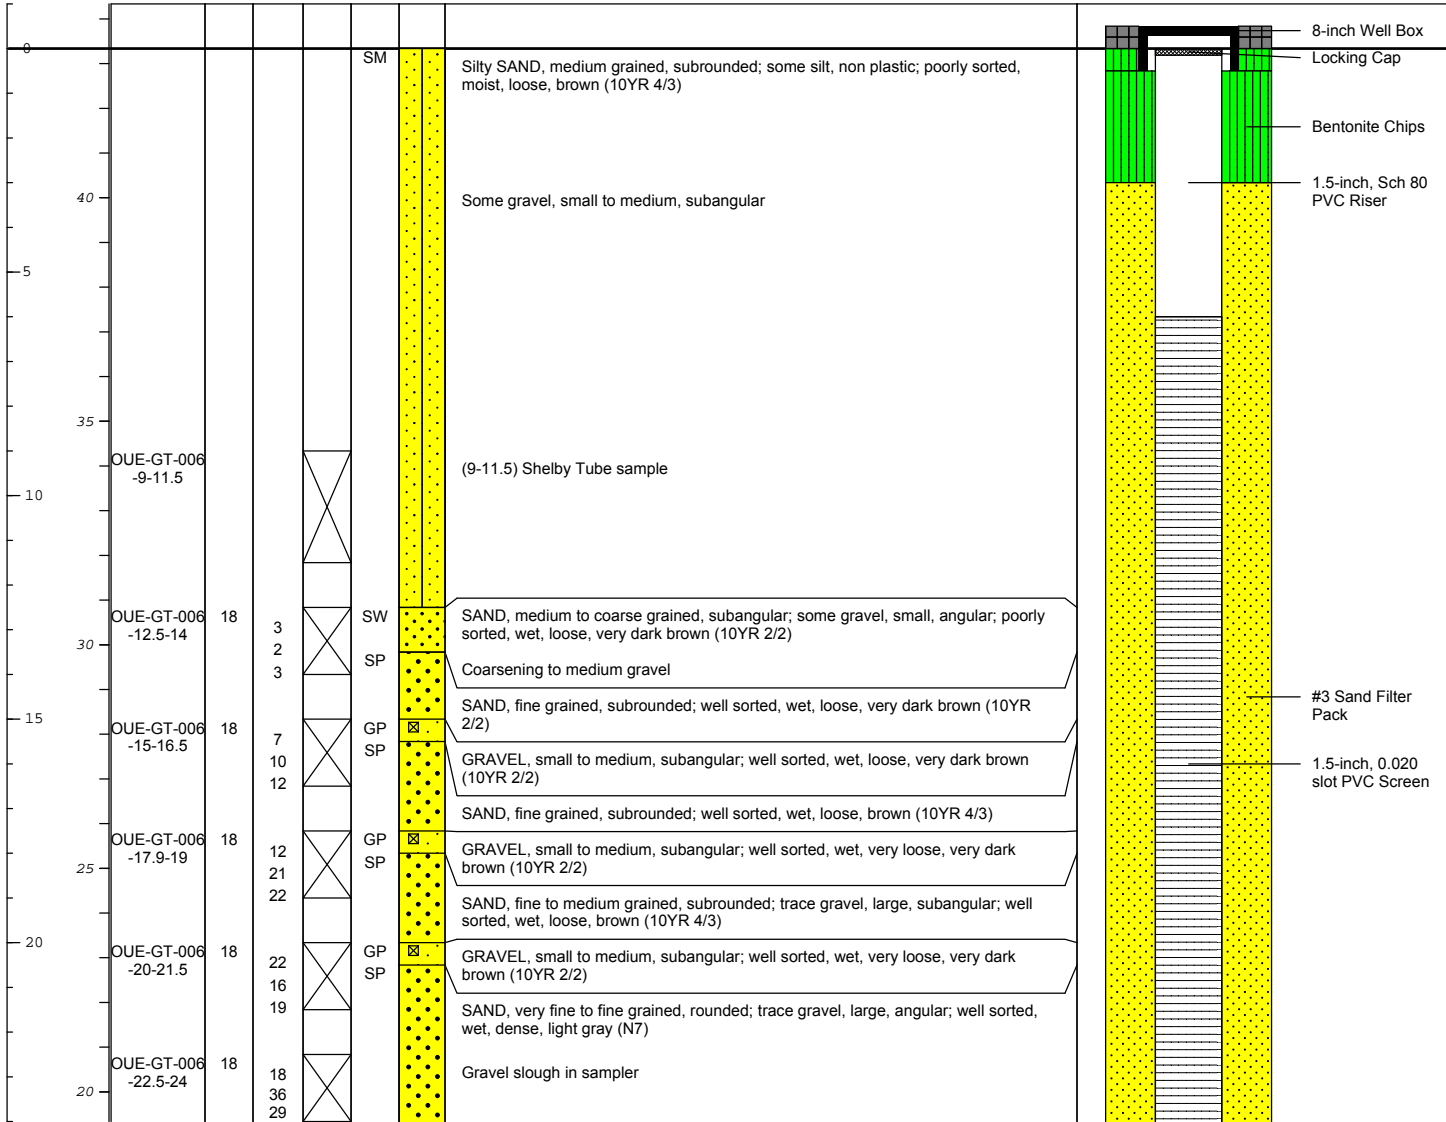 8-inch Well Box
0
SM
Locking Cap
Silty SAND, medium grained, subrounded; some silt, non plastic; poorly sorted,
moist, loose, brown (10YR 4/3)
Bentonite Chips
40
Some gravel, small to medium, subangular
1.5-inch, Sch 80
PVC Riser
5
35
OUE-GT-006
-9-11.5
(9-11.5) Shelby Tube sample
10
OUE-GT-006
-12.5-14
18
3
2
3
SW
SAND, medium to coarse grained, subangular; some gravel, small, angular; poorly
sorted, wet, loose, very dark brown (10YR 2/2)
30
SP
Coarsening to medium gravel
SAND, fine grained, subrounded; well sorted, wet, loose, very dark brown (10YR
2/2)
#3 Sand Filter
Pack
15
OUE-GT-006
-15-16.5
18
7
10
12
GP
SP
GRAVEL, small to medium, subangular; well sorted, wet, loose, very dark brown
(10YR 2/2)
1.5-inch, 0.020
slot PVC Screen
SAND, fine grained, subrounded; well sorted, wet, loose, brown (10YR 4/3)
OUE-GT-006
-17.9-19
18
12
21
22
GP
SP
GRAVEL, small to medium, subangular; well sorted, wet, very loose, very dark
brown (10YR 2/2)
25
SAND, fine to medium grained, subrounded; trace gravel, large, subangular; well
sorted, wet, loose, brown (10YR 4/3)
20
OUE-GT-006
-20-21.5
18
22
16
19
GP
SP
GRAVEL, small to medium, subangular; well sorted, wet, very loose, very dark
brown (10YR 2/2)
SAND, very fine to fine grained, rounded; trace gravel, large, angular; well sorted,
wet, dense, light gray (N7)
OUE-GT-006
-22.5-24
18
18
36
29
Gravel slough in sampler
20